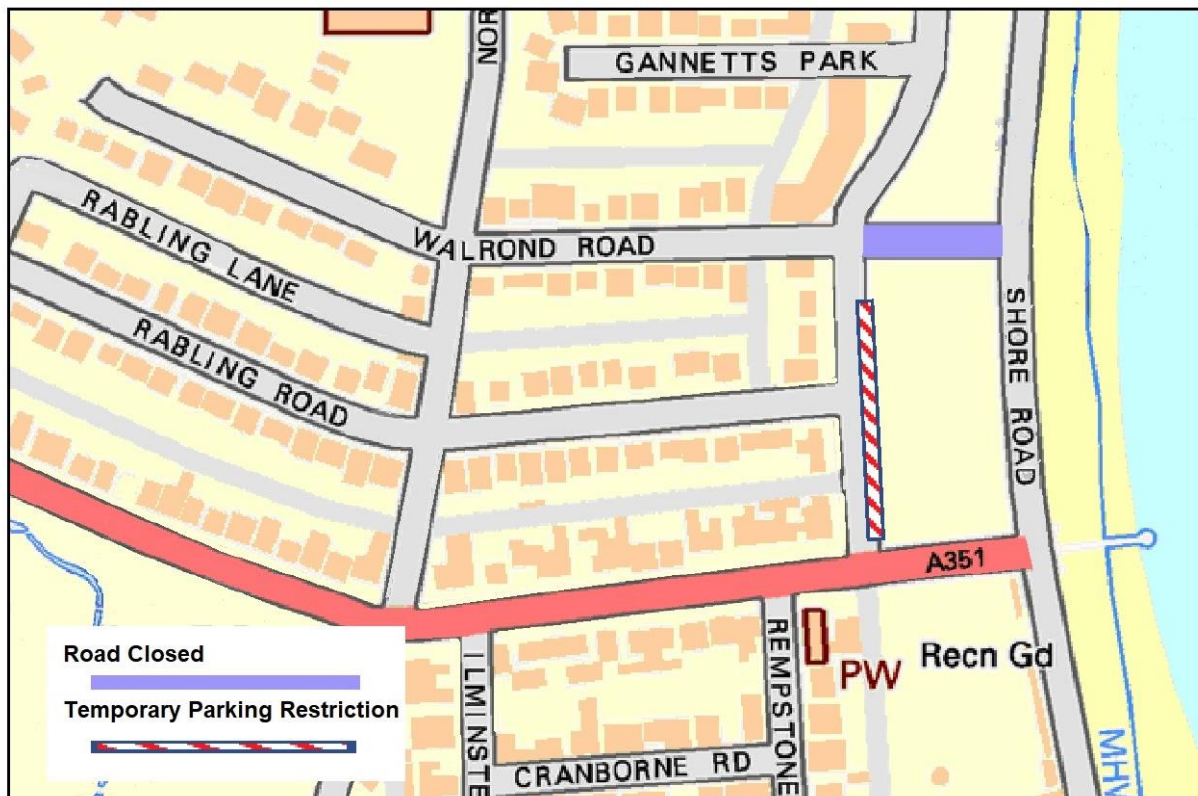 NOR
GANNETTS PARK
WALROND ROAD
RABLING LANE
RABLING ROAD
SHORE ROAD
A351
Road Closed
Temporary Parking Restriction
ILMINSTE
REMPSTONE
PW
Recn Gd
CRANBORNE RD
MHW